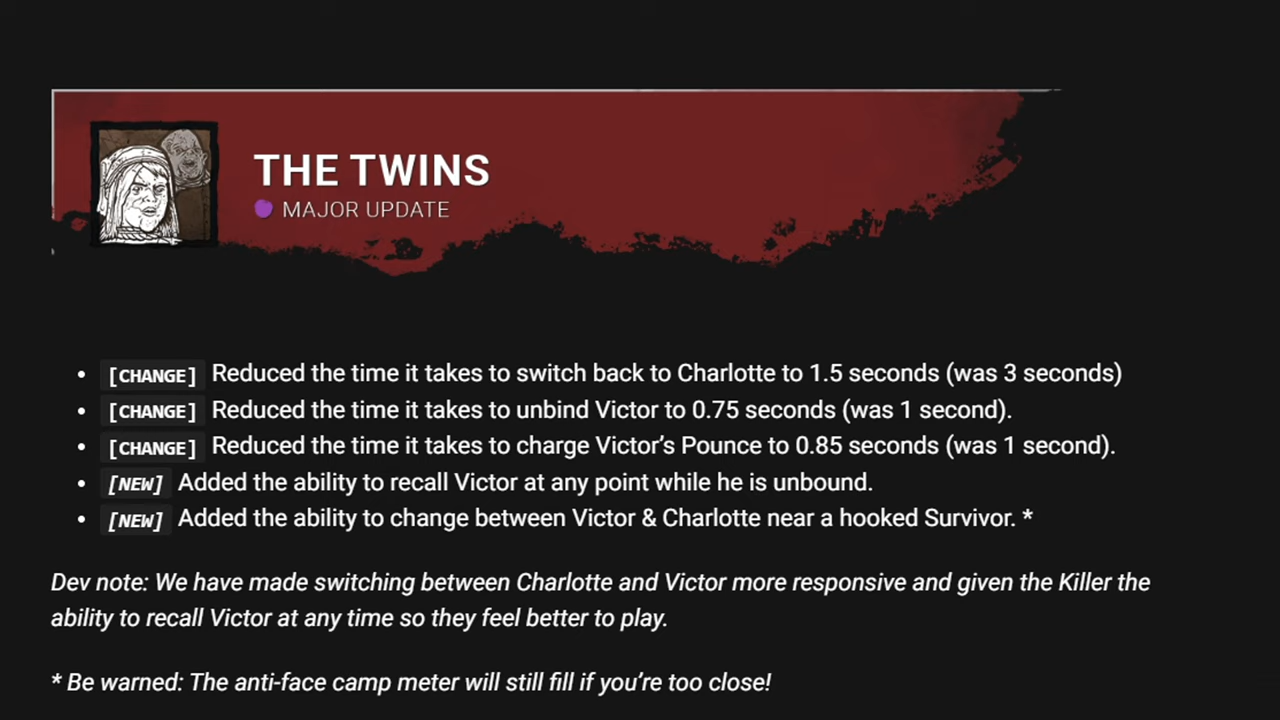 THE TWINS
MAJOR UPDATE
• [CHANGE] Reduced the time it takes to switch back to Charlotte to 1.5 seconds (was 3 seconds)
• [CHANGE] Reduced the time it takes to unbind Victor to 0.75 seconds (was 1 second).
• [CHANGE] Reduced the time it takes to charge Victor’s Pounce to 0.85 seconds (was 1 second).
• [NEW] Added the ability to recall Victor at any point while he is unbound.
• [NEW] Added the ability to change between Victor & Charlotte near a hooked Survivor. *
Dev note: We have made switching between Charlotte and Victor more responsive and given the Killer the
ability to recall Victor at any time so they feel better to play.
* Be warned: The anti-face camp meter will still fill if you’re too close!